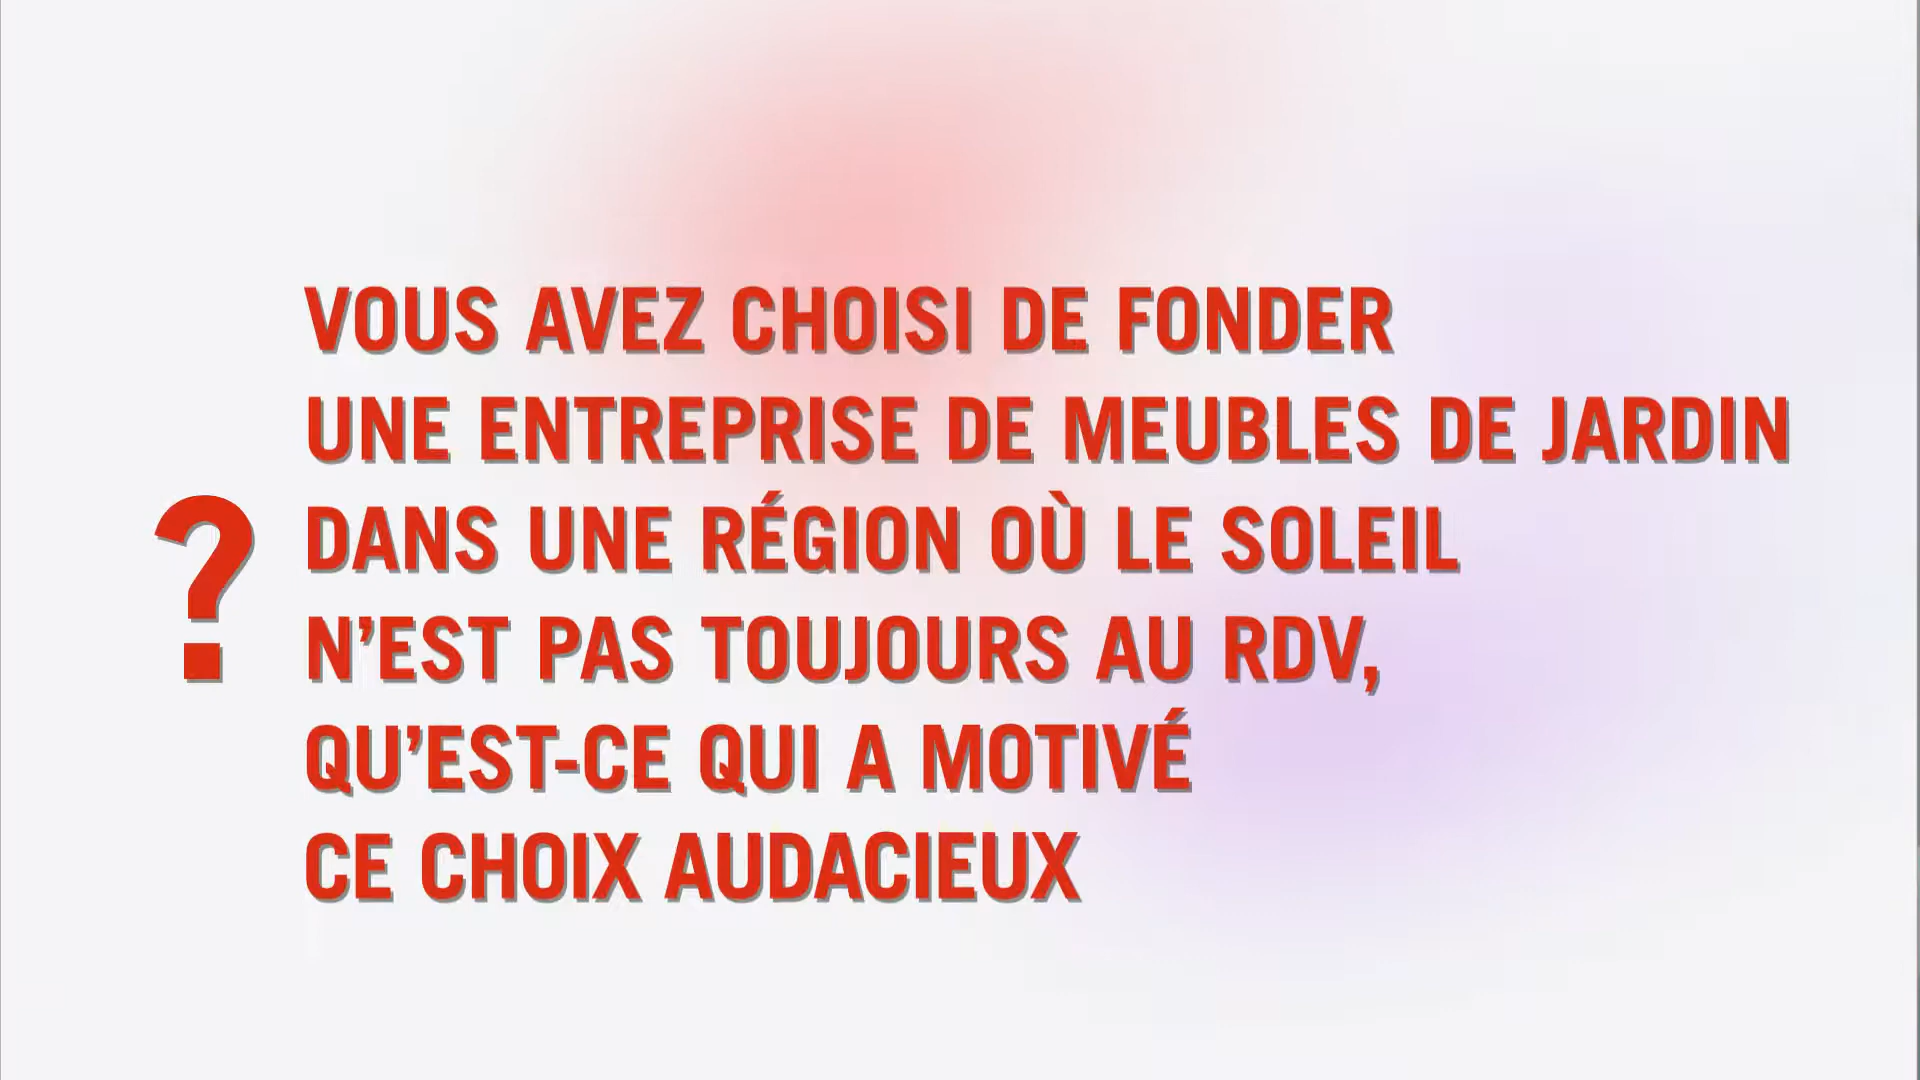 VOUS AVEZ CHOISI DE FONDER
UNE ENTREPRISE DE MEUBLES DE JARDIN
DANS UNE RÉGION OÙ LE SOLEIL
N’EST PAS TOUJOURS AU RDV,
QU’EST-CE QUI A MOTIVÉ
CE CHOIX AUDACIEUX
?